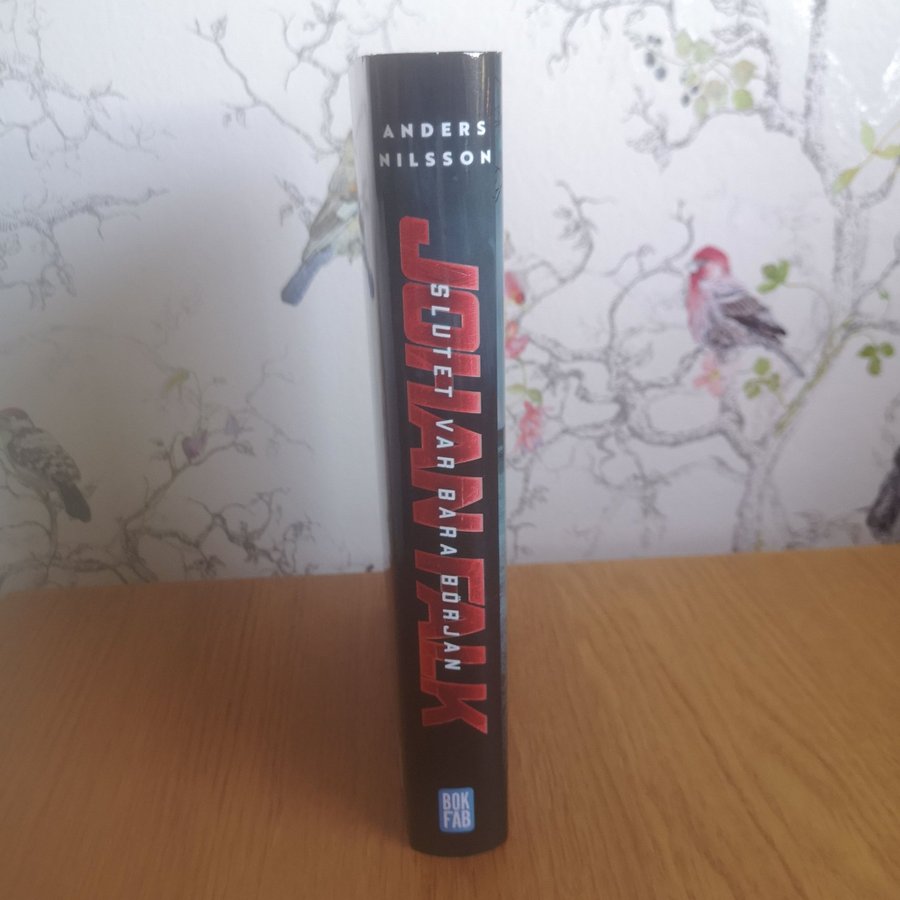 ANDERS
NILSSON
JOHAN FALK
SLUTET VAR BARA BÖRJAN
BOK
FAB